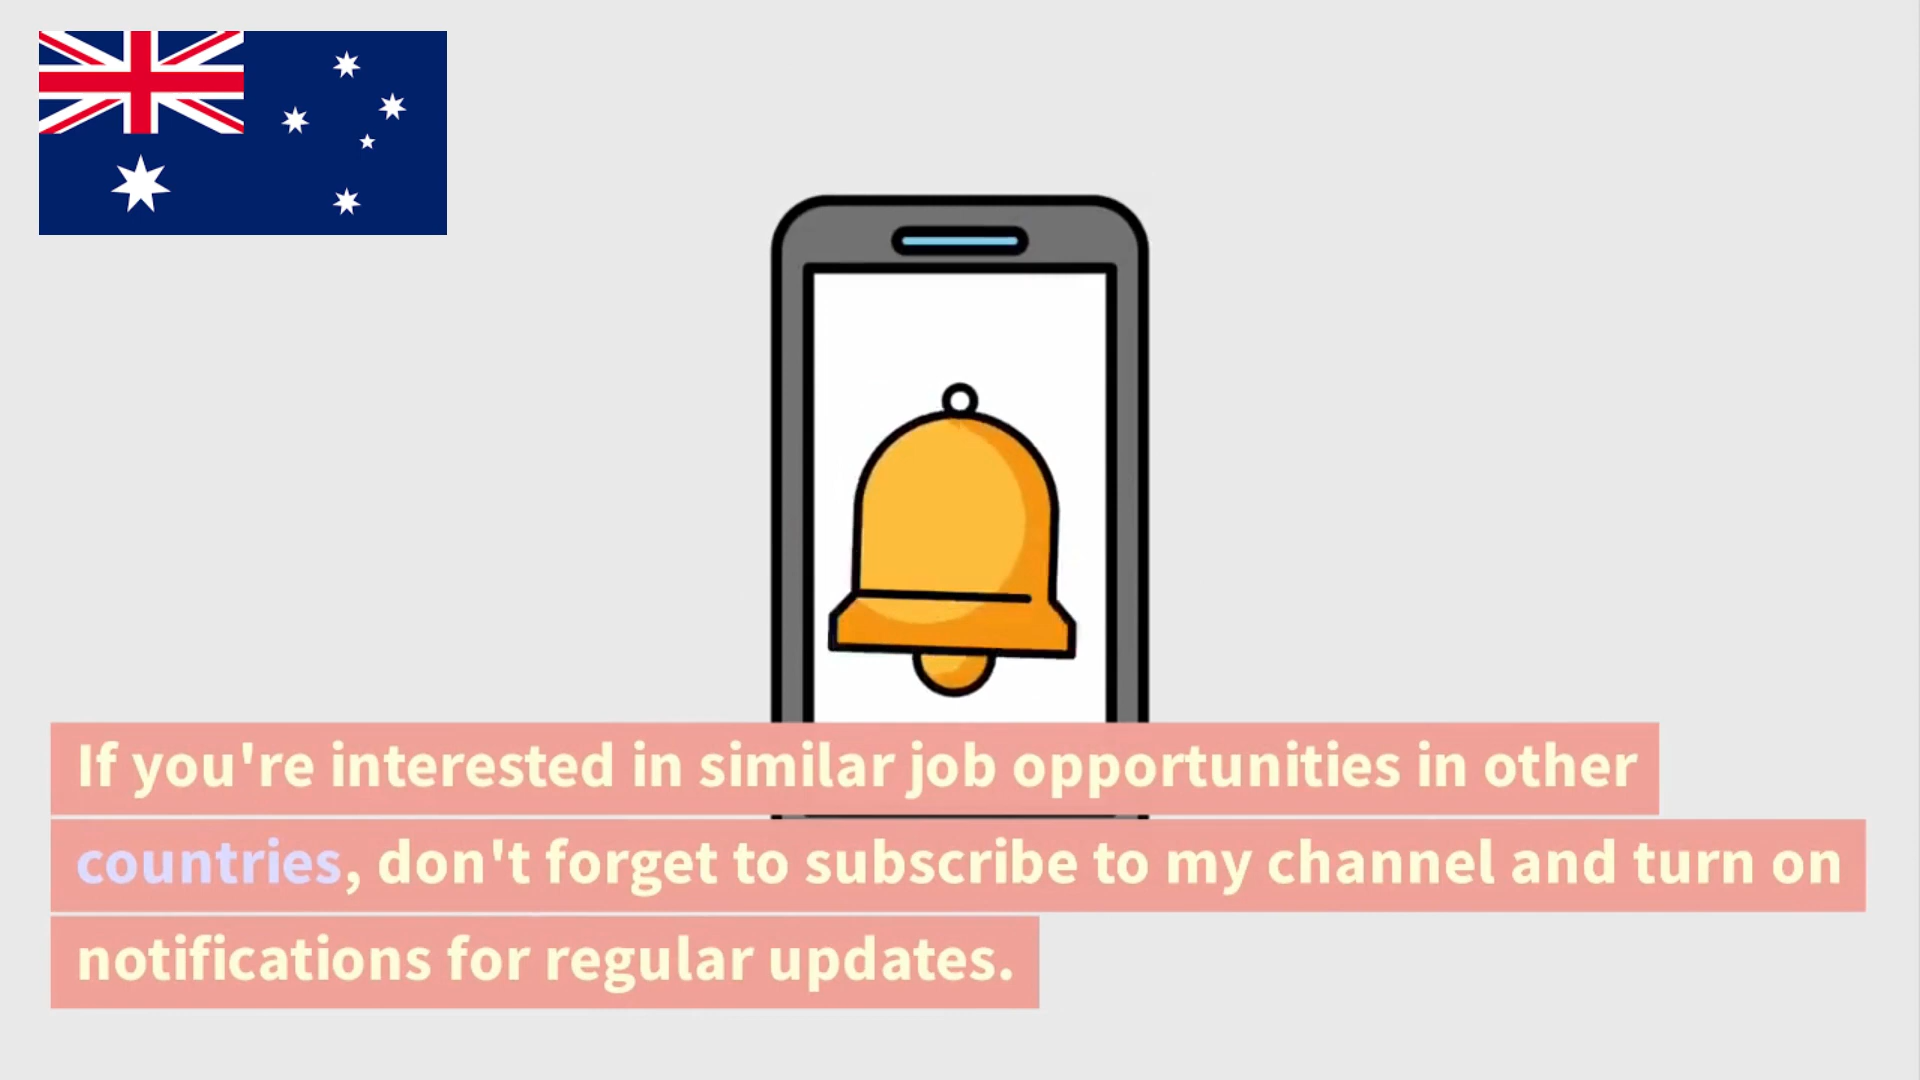 If you're interested in similar job opportunities in other
countries, don't forget to subscribe to my channel and turn on
notifications for regular updates.